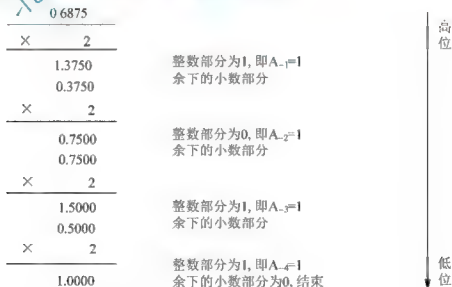 0 6875
× 2
1.3750 整数部分为1, 即A₋₁=1
0.3750 余下的小数部分
× 2
0.7500 整数部分为0, 即A₋₂=1
0.7500 余下的小数部分
× 2
1.5000 整数部分为1, 即A₋₃=1
0.5000 余下的小数部分
× 2
整数部分为1, 即A₋₄=1
1.0000 余下的小数部分为0, 结束
高位
低位